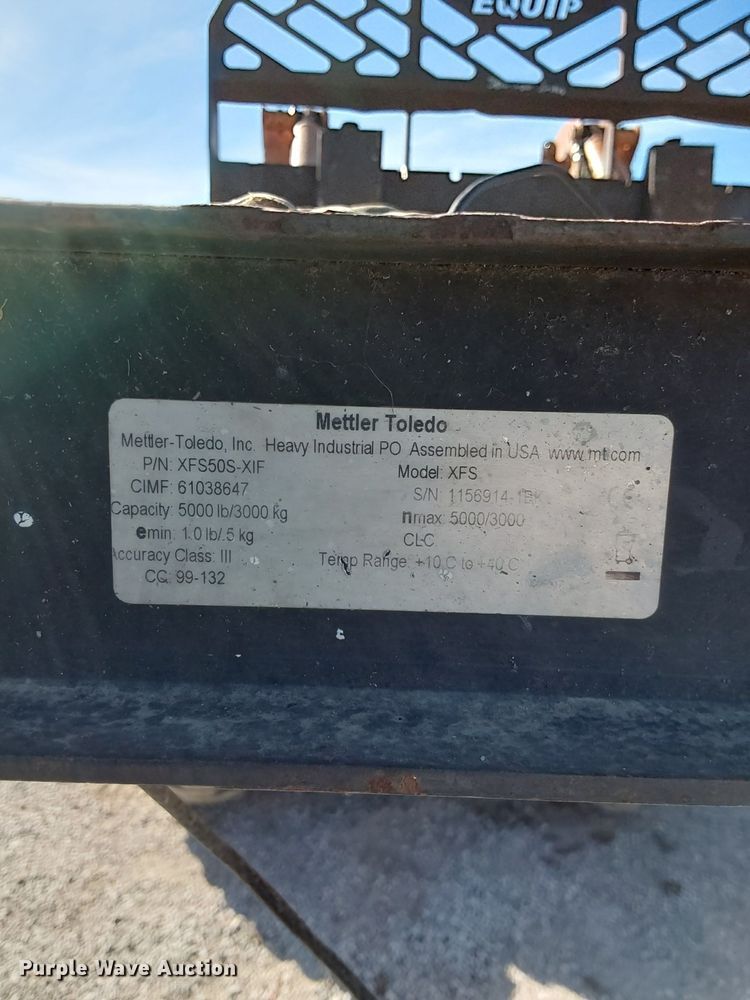 EQUIP
Mettler Toledo
Mettler-Toledo, Inc. Heavy Industrial PO Assembled in USA www.mt.com
P/N: XFS50S-XIF Model: XFS
CIMF: 61038647 S/N: 1156914-1
Capacity: 5000 lb/3000 kg nmax: 5000/3000
emin: 1.0 lb/.5 kg CLC
Accuracy Class: III Temp Range: +10 C to +40 C
CC: 99-132
Purple Wave Auction